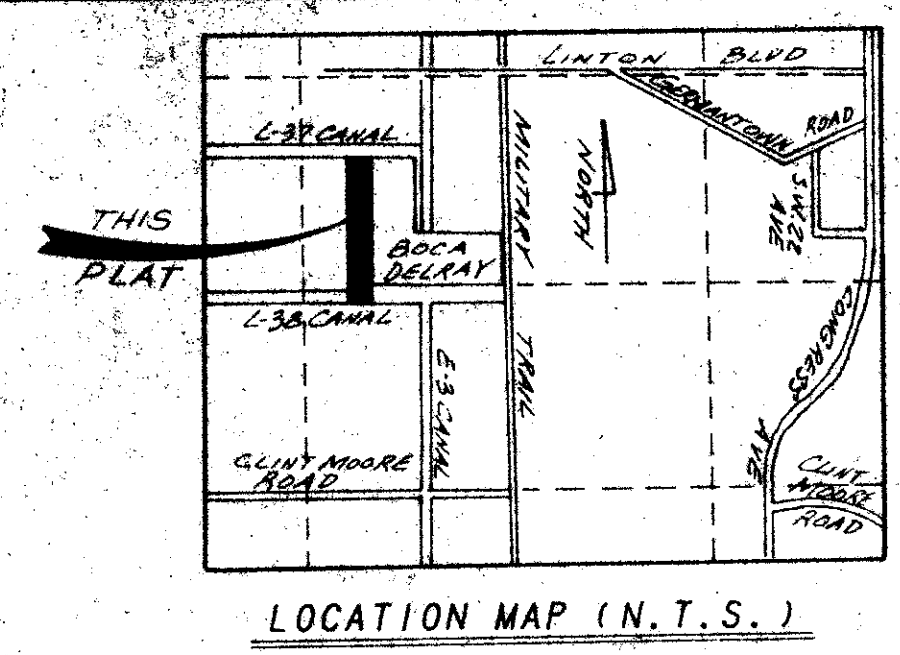 LINTON BLVD
GERMANTOWN ROAD
L-37 CANAL
MILITARY TRAIL
NORTH
S.W. 22 AVE
THIS PLAT
BOCA
DELRAY
L-38 CANAL
E-3 CANAL
CONGRESS AVE
CLINT MOORE
ROAD
CLINT
MOORE
ROAD
LOCATION MAP (N.T.S.)